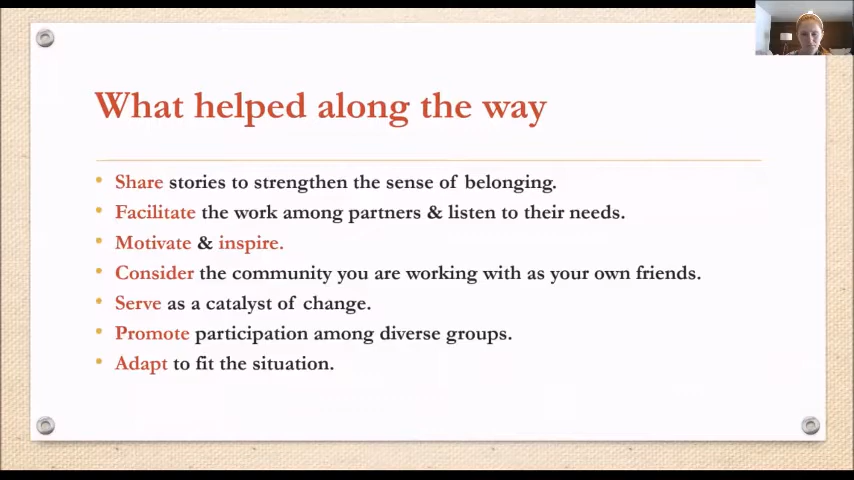 What helped along the way
• Share stories to strengthen the sense of belonging.
• Facilitate the work among partners & listen to their needs.
• Motivate & inspire.
• Consider the community you are working with as your own friends.
• Serve as a catalyst of change.
• Promote participation among diverse groups.
• Adapt to fit the situation.